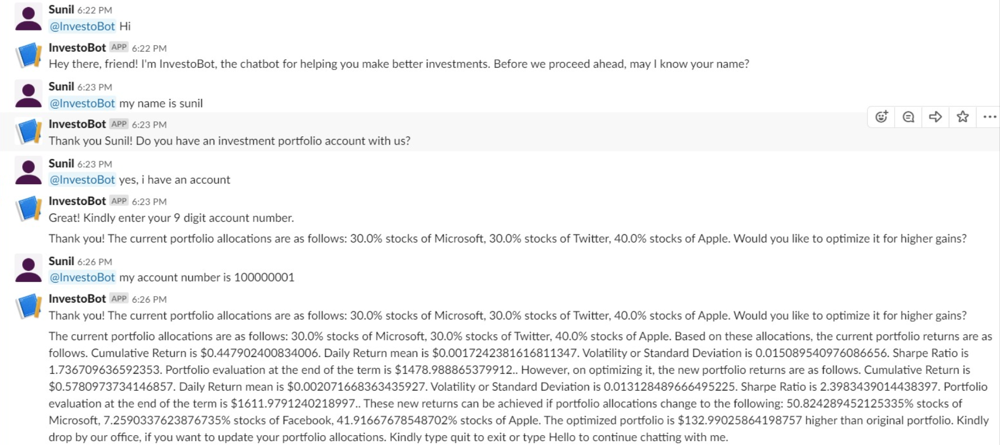 Sunil 6:22 PM
@InvestoBot Hi
InvestoBot APP 6:22 PM
Hey there, friend! I'm InvestoBot, the chatbot for helping you make better investments. Before we proceed ahead, may I know your name?
Sunil 6:23 PM
@InvestoBot my name is sunil
InvestoBot APP 6:23 PM
Thank you Sunil! Do you have an investment portfolio account with us?
Sunil 6:23 PM
@InvestoBot yes, i have an account
InvestoBot APP 6:23 PM
Great! Kindly enter your 9 digit account number.
Thank you! The current portfolio allocations are as follows: 30.0% stocks of Microsoft, 30.0% stocks of Twitter, 40.0% stocks of Apple. Would you like to optimize it for higher gains?
Sunil 6:26 PM
@InvestoBot my account number is 100000001
InvestoBot APP 6:26 PM
Thank you! The current portfolio allocations are as follows: 30.0% stocks of Microsoft, 30.0% stocks of Twitter, 40.0% stocks of Apple. Would you like to optimize it for higher gains?
The current portfolio allocations are as follows: 30.0% stocks of Microsoft, 30.0% stocks of Twitter, 40.0% stocks of Apple. Based on these allocations, the current portfolio returns are as
follows. Cumulative Return is $0.447902400834006. Daily Return mean is $0.0017242381616811347. Volatility or Standard Deviation is 0.015089540976086656. Sharpe Ratio is
1.736709636592353. Portfolio evaluation at the end of the term is $1478.988865379912.. However, on optimizing it, the new portfolio returns are as follows. Cumulative Return is
$0.5780973734146857. Daily Return mean is $0.002071668363435927. Volatility or Standard Deviation is 0.013128489666495225. Sharpe Ratio is 2.3983439014438397. Portfolio
evaluation at the end of the term is $1611.9791240218997.. These new returns can be achieved if portfolio allocations change to the following: 50.824289452125335% stocks of
Microsoft, 7.2590337623876735% stocks of Facebook, 41.91667678548702% stocks of Apple. The optimized portfolio is $132.99025864198757 higher than original portfolio. Kindly
drop by our office, if you want to update your portfolio allocations. Kindly type quit to exit or type Hello to continue chatting with me.